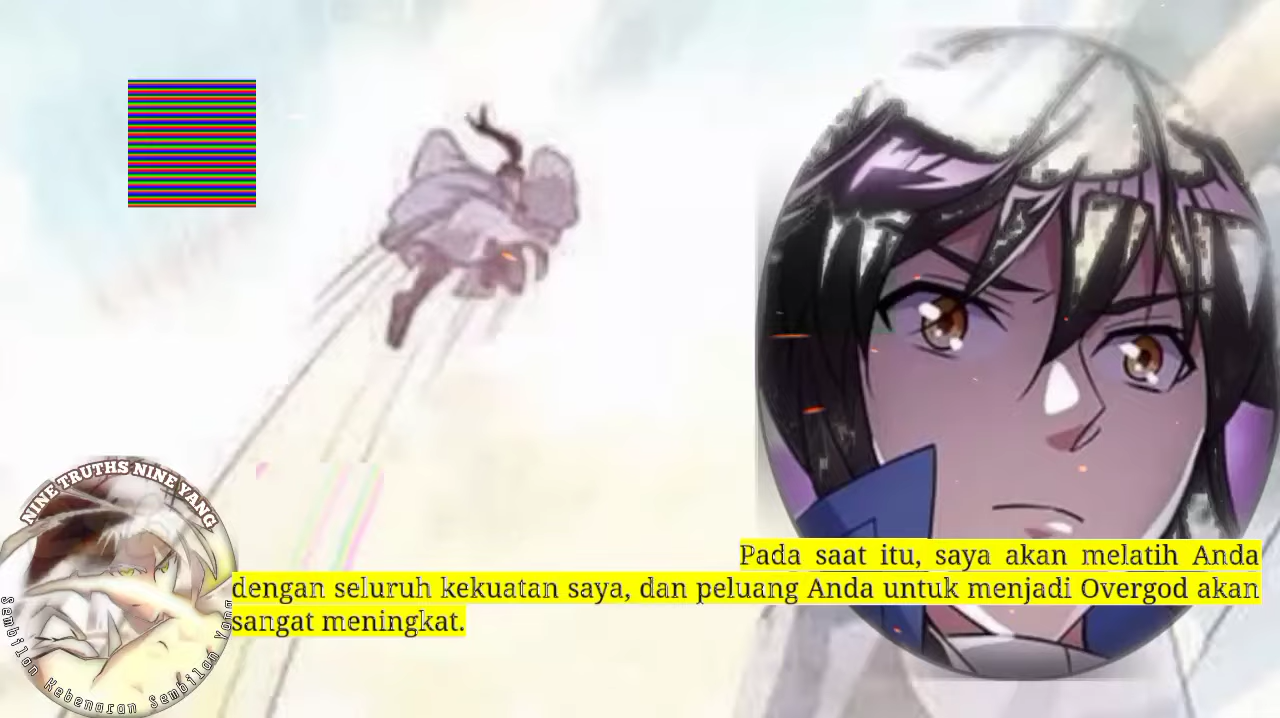 NINE TRUTHS NINE YANG
Pada saat itu, saya akan melatih Anda
dengan seluruh kekuatan saya, dan peluang Anda untuk menjadi Overgod akan
sangat meningkat.
Sembilan Kebenaran Sembilan Yang